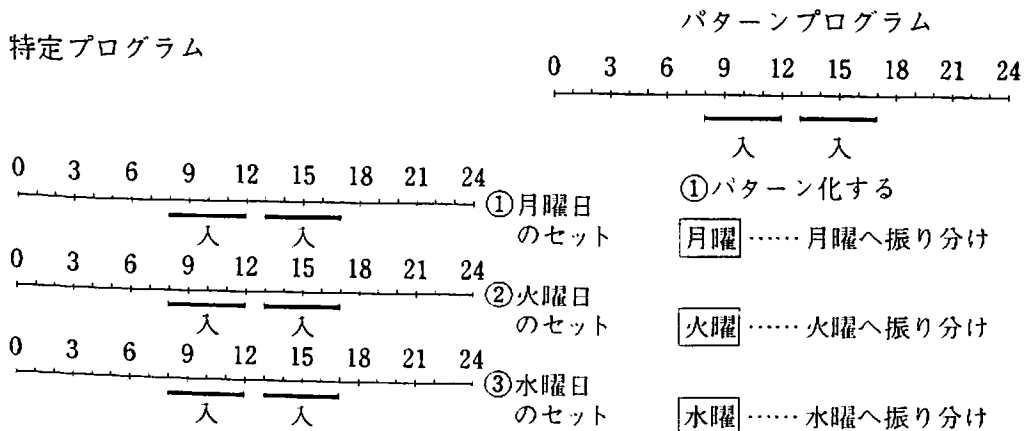 特定プログラム
0 3 6 9 12 15 18 21 24
入 入
①月曜日
のセット
0 3 6 9 12 15 18 21 24
入 入
②火曜日
のセット
0 3 6 9 12 15 18 21 24
入 入
③水曜日
のセット
パターンプログラム
0 3 6 9 12 15 18 21 24
入 入
①パターン化する
月曜……月曜へ振り分け
火曜……火曜へ振り分け
水曜……水曜へ振り分け